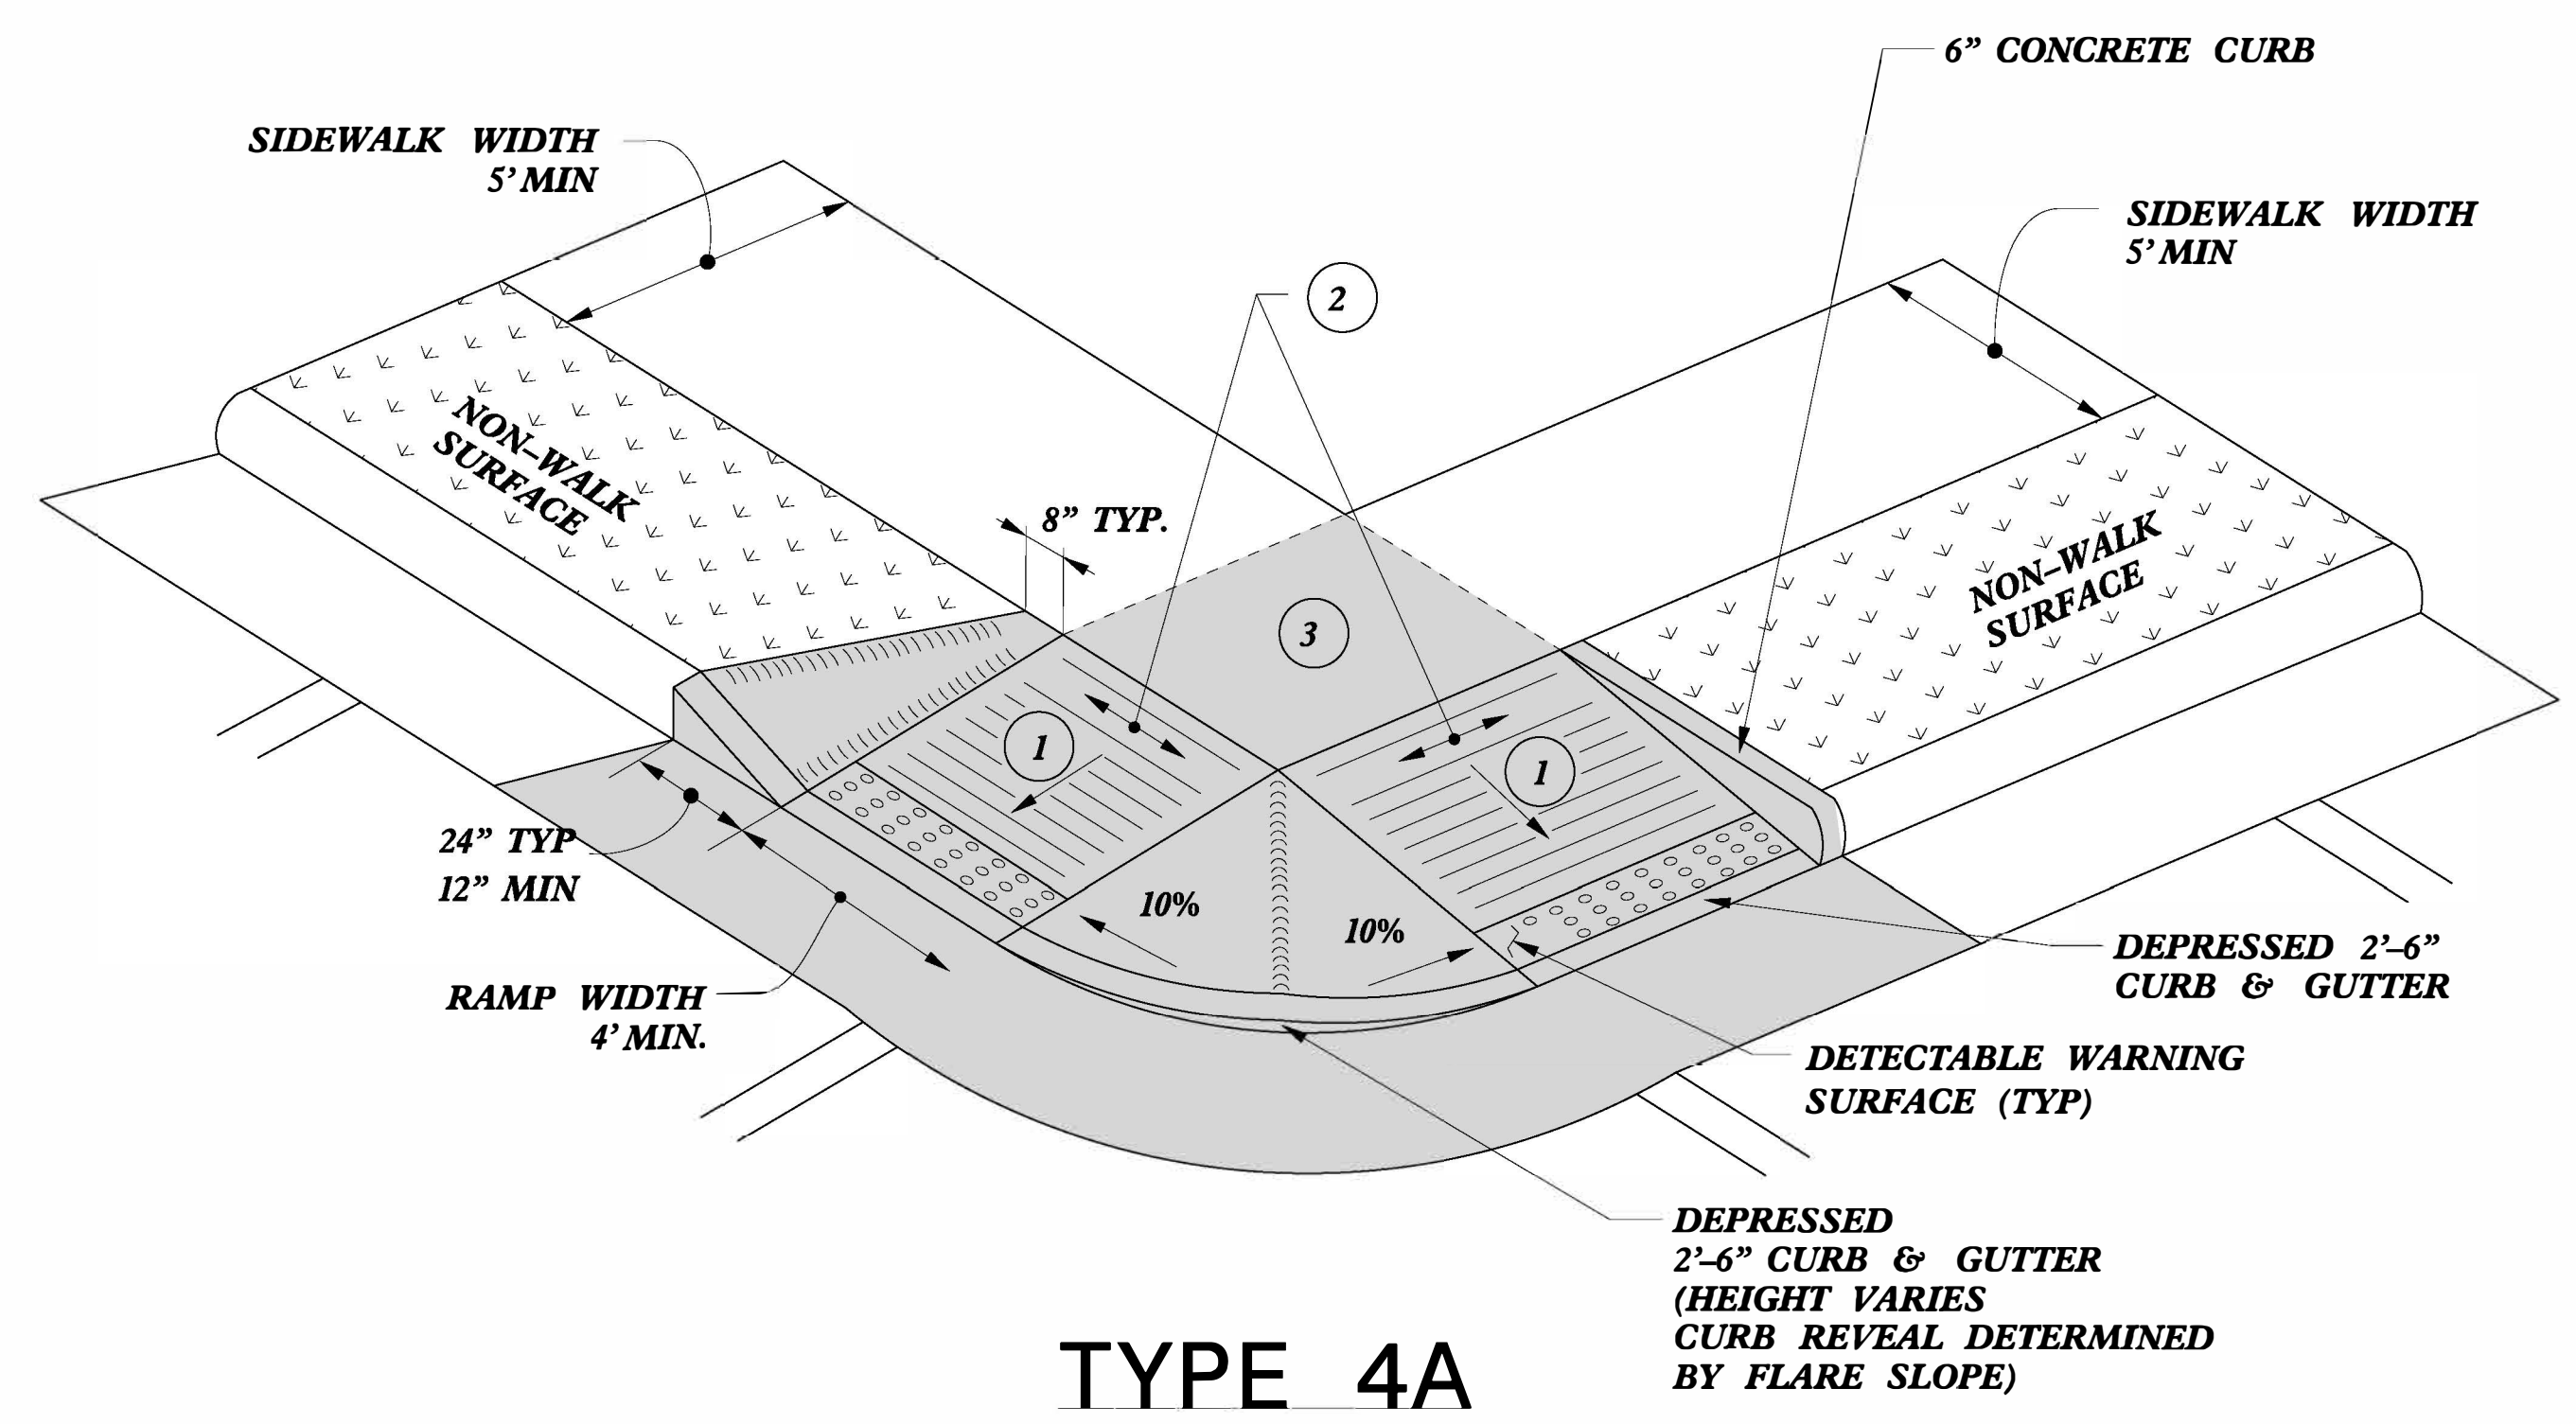 6” CONCRETE CURB
SIDEWALK WIDTH
5’ MIN
SIDEWALK WIDTH
5’ MIN
2
NON–WALK
SURFACE
8” TYP.
NON–WALK
SURFACE
3
1
1
24” TYP
12” MIN
10%
10%
RAMP WIDTH
4’ MIN.
DEPRESSED 2’–6”
CURB & GUTTER
DETECTABLE WARNING
SURFACE (TYP)
DEPRESSED
2’–6” CURB & GUTTER
(HEIGHT VARIES
CURB REVEAL DETERMINED
BY FLARE SLOPE)
TYPE 4A